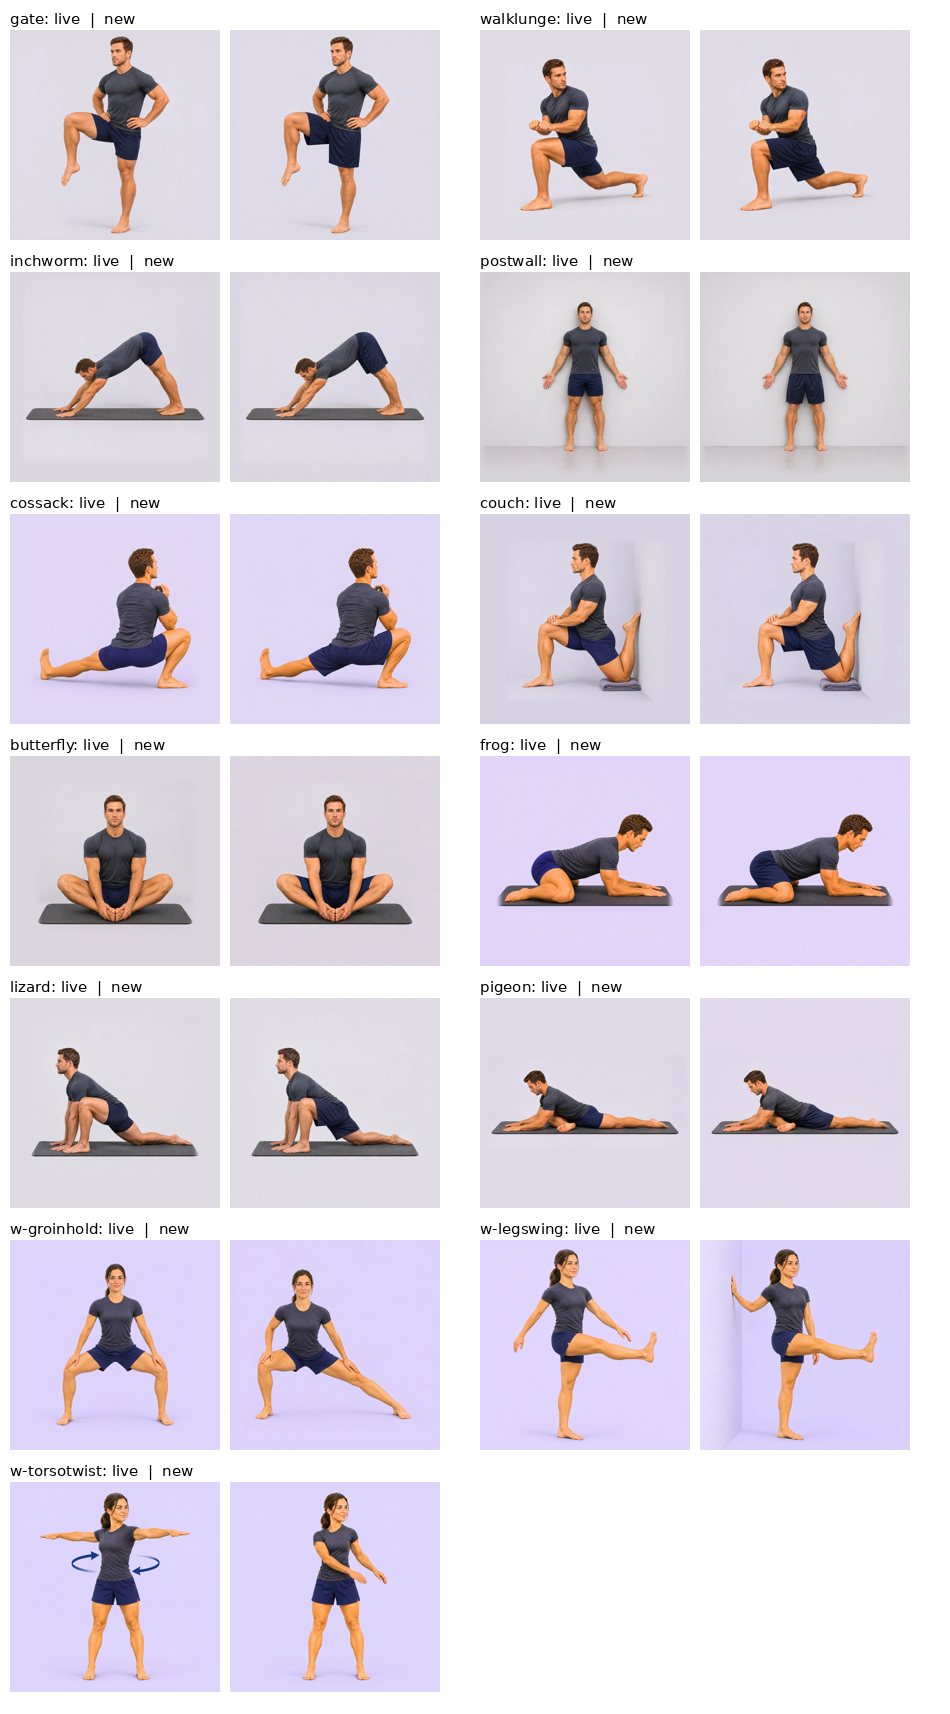 gate: live | new
walklunge: live | new
inchworm: live | new
postwall: live | new
cossack: live | new
couch: live | new
butterfly: live | new
frog: live | new
lizard: live | new
pigeon: live | new
w-groinhold: live | new
w-legswing: live | new
w-torsotwist: live | new